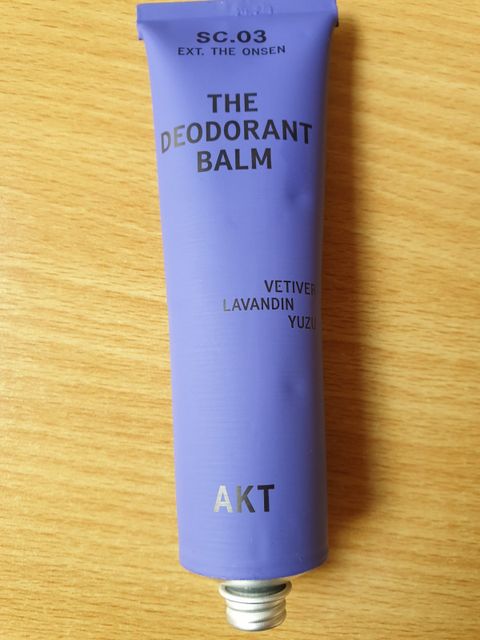 SC.03
EXT. THE ONSEN
THE
DEODORANT
BALM
VETIVER
LAVANDIN
YUZU
AKT